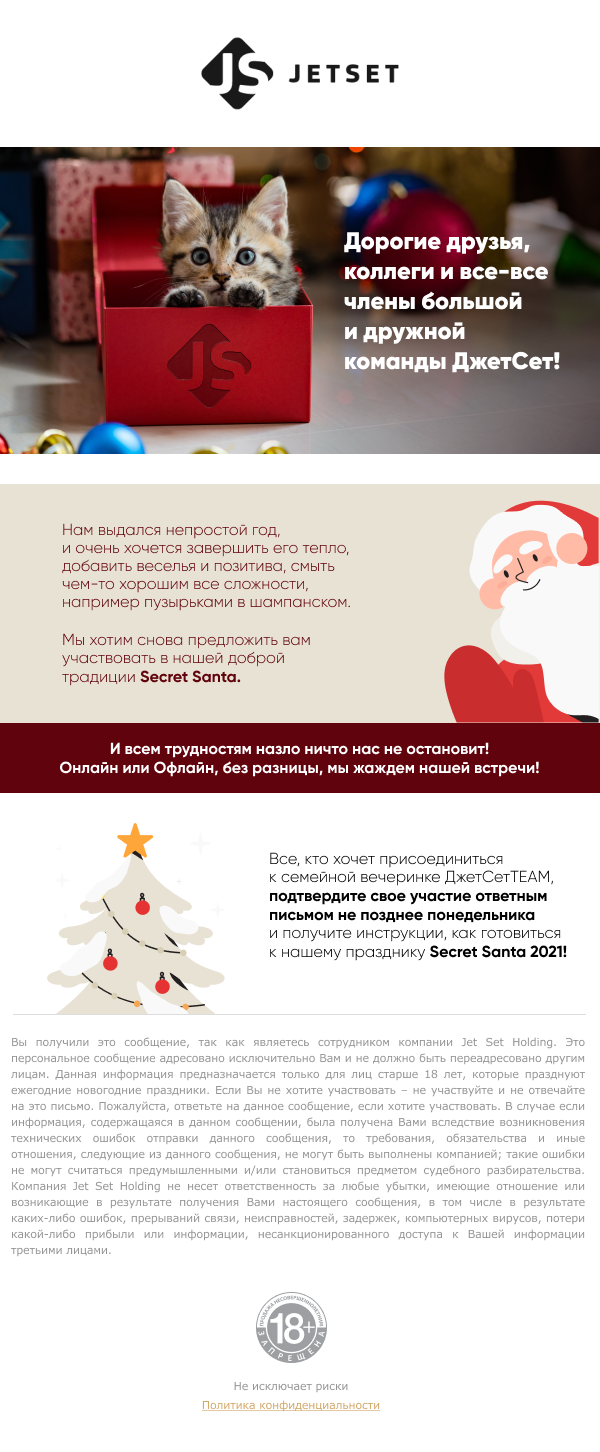 JS JETSET
Дорогие друзья,
коллеги и все-все
члены большой
и дружной
команды ДжетСет!
JS
Нам выдался непростой год,
и очень хочется завершить его тепло,
добавить веселья и позитива, смыть
чем-то хорошим все сложности,
например пузырьками в шампанском.
Мы хотим снова предложить вам
участвовать в нашей доброй
традиции Secret Santa.
И всем трудностям назло ничто нас не остановит!
Онлайн или Офлайн, без разницы, мы жаждем нашей встречи!
Все, кто хочет присоединиться
к семейной вечеринке ДжетСетTEAM,
подтвердите свое участие ответным
письмом не позднее понедельника
и получите инструкции, как готовиться
к нашему празднику Secret Santa 2021!
Вы получили это сообщение, так как являетесь сотрудником компании Jet Set Holding. Это
персональное сообщение адресовано исключительно Вам и не должно быть переадресовано другим
лицам. Данная информация предназначается только для лиц старше 18 лет, которые празднуют
ежегодние новогодние праздники. Если Вы не хотите участвовать – не участвуйте и не отвечайте
на это письмо. Пожалуйста, ответьте на данное сообщение, если хотите участвовать. В случае если
информация, содержащаяся в данном сообщении, была получена Вами вследствие возникновения
технических ошибок отправки данного сообщения, то требования, обязательства и иные
отношения, следующие из данного сообщения, не могут быть выполнены компанией; такие ошибки
не могут считаться предумышленными и/или становиться предметом судебного разбирательства.
Компания Jet Set Holding не несет ответственность за любые убытки, имеющие отношение или
возникающие в результате получения Вами настоящего сообщения, в том числе в результате
каких-либо ошибок, прерываний связи, неисправностей, задержек, компьютерных вирусов, потери
какой-либо прибыли или информации, несанкционированного доступа к Вашей информации
третьими лицами.
ПРОДАЖА НЕСОВЕРШЕННОЛЕТНИМ
18+
ЗАПРЕЩЕНА
Не исключает риски
Политика конфиденциальности